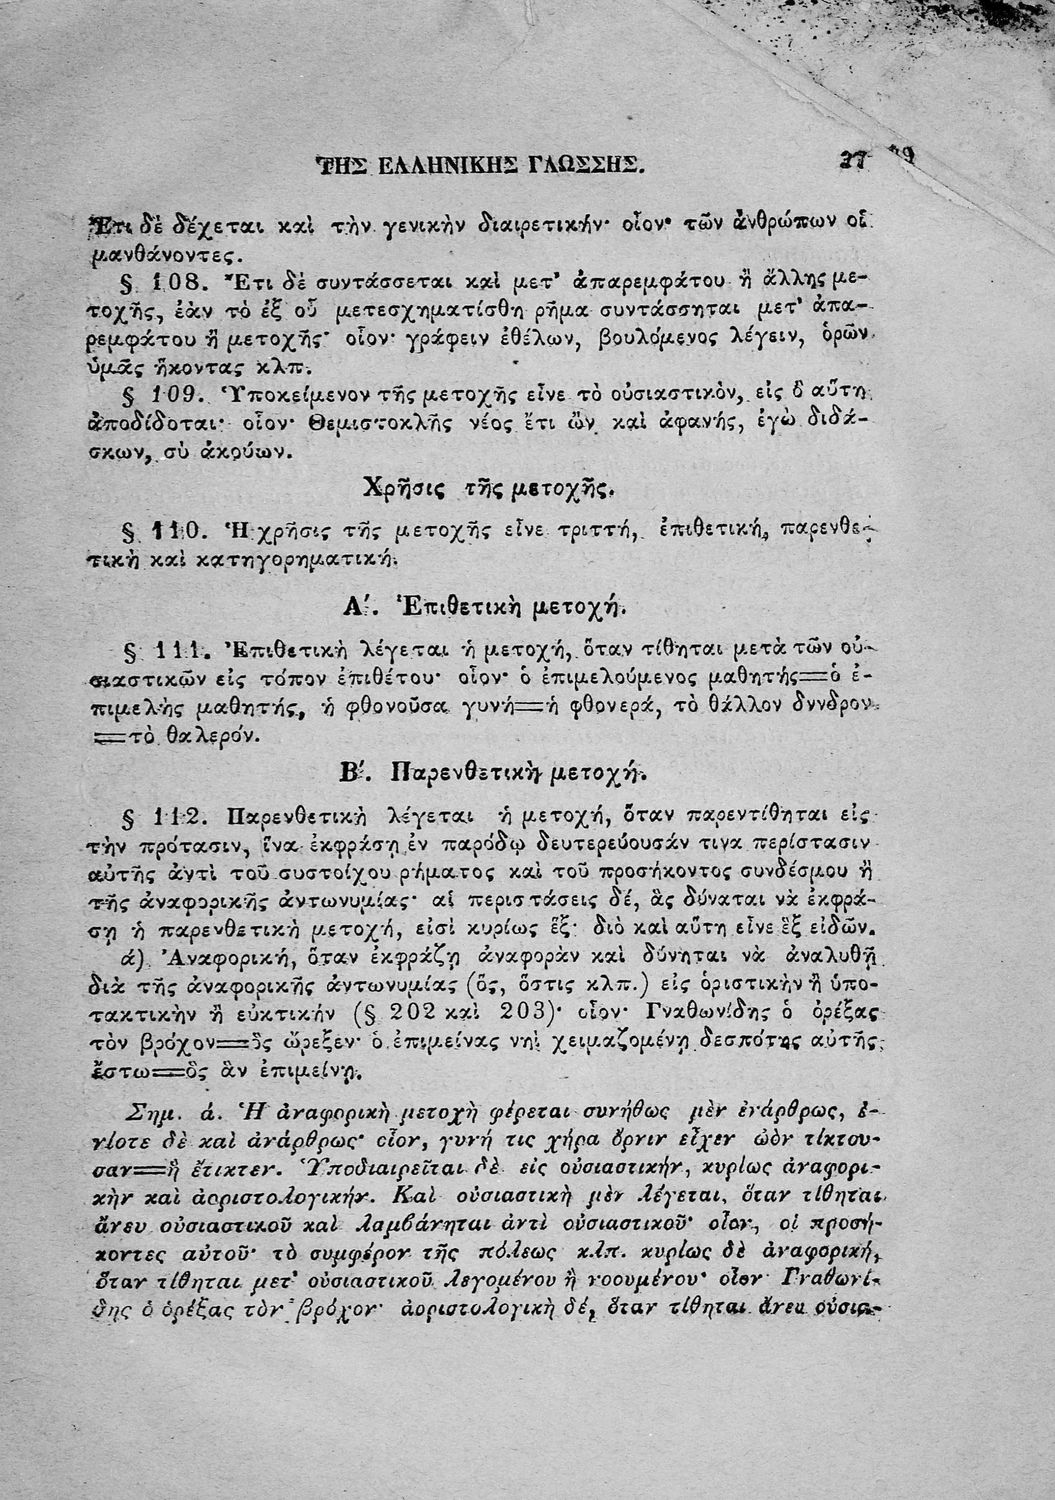 ΤΗΣ ΕΛΛΗΝΙΚΗΣ ΓΛΩΣΣΗΣ. 27
Ἔτι δὲ δέχεται καὶ τὴν γενικὴν διαιρετικήν· οἷον· τῶν ἀνθρώπων οἱ
μανθάνοντες.
§ 108. Ἔτι δὲ συντάσσεται καὶ μετ' ἀπαρεμφάτου ἢ ἄλλης με-
τοχῆς, ἐὰν τὸ ἐξ οὗ μετεσχηματίσθη ρῆμα συντάσσηται μετ' ἀπα-
ρεμφάτου ἢ μετοχῆς· οἷον· γράφειν ἐθέλων, βουλόμενος λέγειν, ὁρῶν
ὑμᾶς ἥκοντας κλπ.
§ 109. Ὑποκείμενον τῆς μετοχῆς εἶνε τὸ οὐσιαστικὸν, εἰς ὃ αὕτη
ἀποδίδοται· οἷον· Θεμιστοκλῆς νέος ἔτι ὢν καὶ ἀφανής, ἐγὼ διδά-
σκων, σὺ ἀκούων.
Χρῆσις τῆς μετοχῆς.
§ 110. Ἡ χρῆσις τῆς μετοχῆς εἶνε τριττή, ἐπιθετική, παρενθε-
τικὴ καὶ κατηγορηματική.
Α΄. Ἐπιθετικὴ μετοχή.
§ 111. Ἐπιθετικὴ λέγεται ἡ μετοχή, ὅταν τίθηται μετὰ τῶν οὐ-
σιαστικῶν εἰς τόπον ἐπιθέτου· οἷον· ὁ ἐπιμελούμενος μαθητής=ὁ ἐ-
πιμελὴς μαθητής, ἡ φθονοῦσα γυνή=ἡ φθονερά, τὸ θάλλον δννδρον
=τὸ θαλερόν.
Β΄. Παρενθετικὴ μετοχή.
§ 112. Παρενθετικὴ λέγεται ἡ μετοχή, ὅταν παρεντίθηται εἰς
τὴν πρότασιν, ἵνα ἐκφράσῃ ἐν παρόδῳ δευτερεύουσάν τινα περίστασιν
αὐτῆς ἀντὶ τοῦ συστοίχου ρήματος καὶ τοῦ προσήκοντος συνδέσμου ἢ
τῆς ἀναφορικῆς ἀντωνυμίας· αἱ περιστάσεις δέ, ἃς δύναται νὰ ἐκφρά-
σῃ ἡ παρενθετικὴ μετοχή, εἰσὶ κυρίως ἕξ· διὸ καὶ αὕτη εἶνε ἓξ εἰδῶν.
ά) Ἀναφορική, ὅταν ἐκφράζῃ ἀναφορὰν καὶ δύνηται νὰ ἀναλυθῇ
διὰ τῆς ἀναφορικῆς ἀντωνυμίας (ὅς, ὅστις κλπ.) εἰς ὁριστικὴν ἢ ὑπο-
τακτικὴν ἢ εὐκτικήν (§ 202 καὶ 203)· οἷον· Γναθωνίδης ὁ ὀρέξας
τὸν βρόχον=ὃς ὤρεξεν· ὁ ἐπιμείνας νηῒ χειμαζομένῃ δεσπότης αὐτῆς
ἔστω=ὃς ἂν ἐπιμείνῃ.
Σημ. ά. Ἡ ἀναφορικὴ μετοχὴ φέρεται συνήθως μὲν ἐνάρθρως, ἐ-
νίοτε δὲ καὶ ἀνάρθρως· οἷον, γυνή τις χήρα ὄρνιν εἶχεν ὠὸν τίκτου-
σαν=ἣ ἔτικτεν. Ὑποδιαιρεῖται δὲ εἰς οὐσιαστικήν, κυρίως ἀναφορι-
κὴν καὶ ἀοριστολογικήν. Καὶ οὐσιαστικὴ μὲν λέγεται, ὅταν τίθηται
ἄνευ οὐσιαστικοῦ καὶ λαμβάνηται ἀντὶ οὐσιαστικοῦ· οἷον, οἱ προσή-
κοντες αὐτοῦ· τὸ συμφέρον τῆς πόλεως κ.λπ. κυρίως δὲ ἀναφορική,
ὅταν τίθηται μετ' οὐσιαστικοῦ λεγομένου ἢ νοουμένου· οἷον Γναθωνί-
δης ὁ ὀρέξας τὸν βρόχον· ἀοριστολογικὴ δέ, ὅταν τίθηται ἄνευ οὐσια-